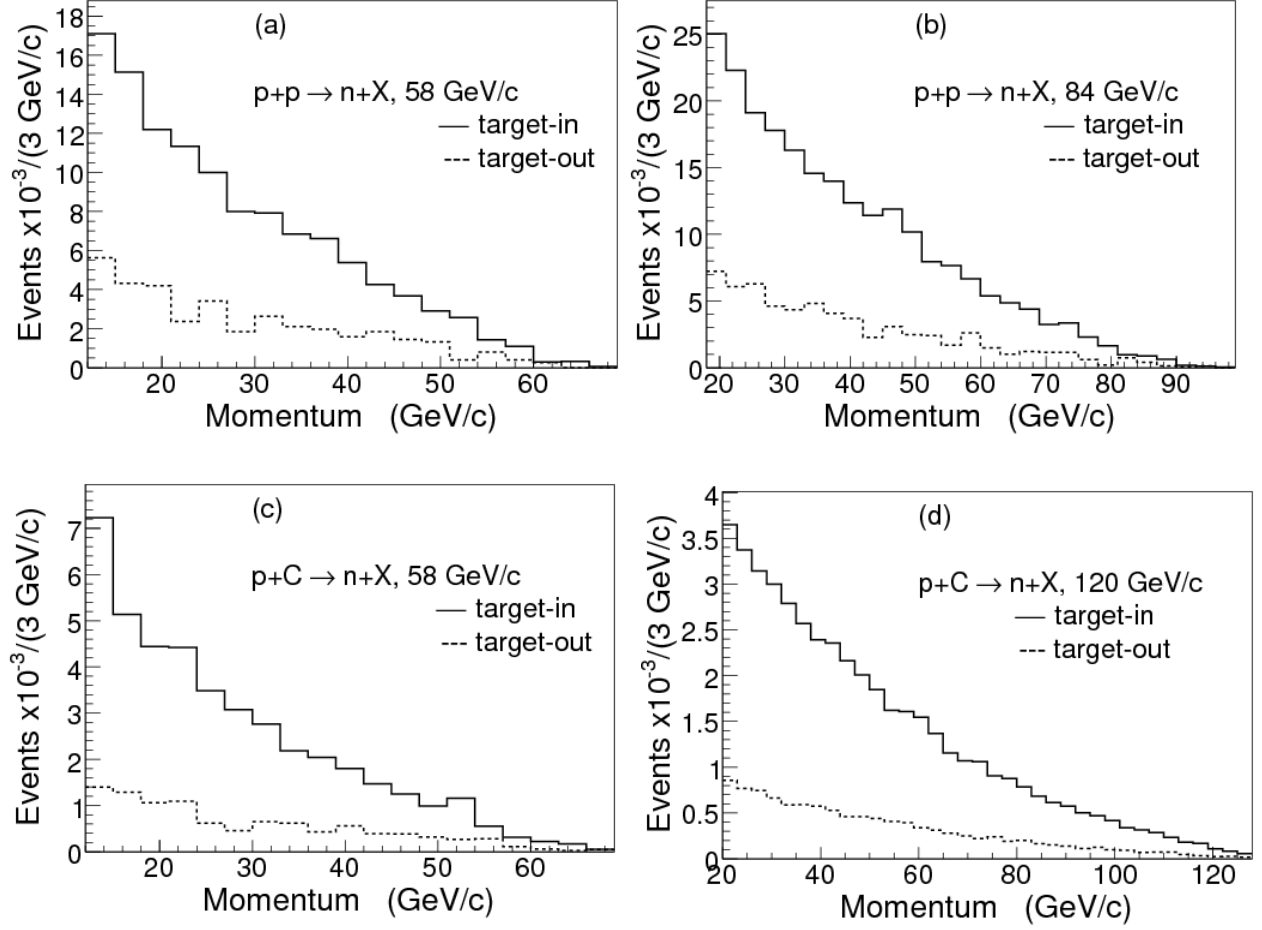 (a)
p+p → n+X, 58 GeV/c
target-in
target-out
Events x10⁻³/(3 GeV/c)
18
16
14
12
10
8
6
4
2
0
20 30 40 50 60
Momentum (GeV/c)
(b)
p+p → n+X, 84 GeV/c
target-in
target-out
Events x10⁻³/(3 GeV/c)
25
20
15
10
5
0
20 30 40 50 60 70 80 90
Momentum (GeV/c)
(c)
p+C → n+X, 58 GeV/c
target-in
target-out
Events x10⁻³/(3 GeV/c)
7
6
5
4
3
2
1
0
20 30 40 50 60
Momentum (GeV/c)
(d)
p+C → n+X, 120 GeV/c
target-in
target-out
Events x10⁻³/(3 GeV/c)
4
3.5
3
2.5
2
1.5
1
0.5
0
20 40 60 80 100 120
Momentum (GeV/c)